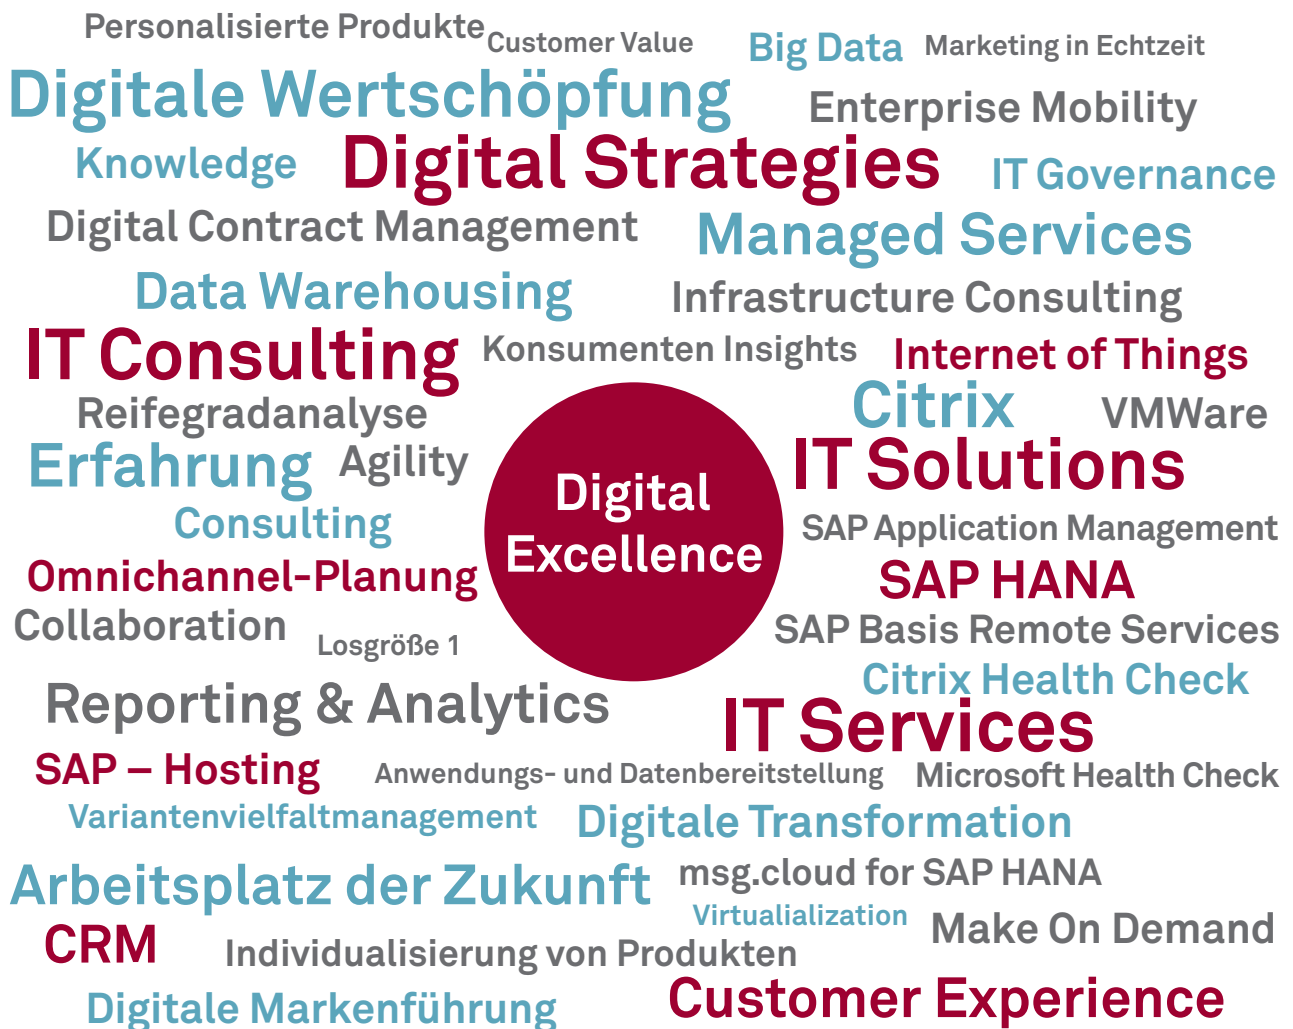 Personalisierte Produkte
Customer Value
Big Data
Marketing in Echtzeit
Digitale Wertschöpfung
Enterprise Mobility
Knowledge
Digital Strategies
IT Governance
Digital Contract Management
Managed Services
Data Warehousing
Infrastructure Consulting
IT Consulting
Konsumenten Insights
Internet of Things
Reifegradanalyse
Citrix
VMWare
Erfahrung
Agility
IT Solutions
Digital
Excellence
Consulting
SAP Application Management
Omnichannel-Planung
SAP HANA
Collaboration
Losgröße 1
SAP Basis Remote Services
Citrix Health Check
Reporting & Analytics
IT Services
SAP – Hosting
Anwendungs- und Datenbereitstellung
Microsoft Health Check
Variantenvielfaltmanagement
Digitale Transformation
Arbeitsplatz der Zukunft
msg.cloud for SAP HANA
Virtualialization
Make On Demand
CRM
Individualisierung von Produkten
Customer Experience
Digitale Markenführung